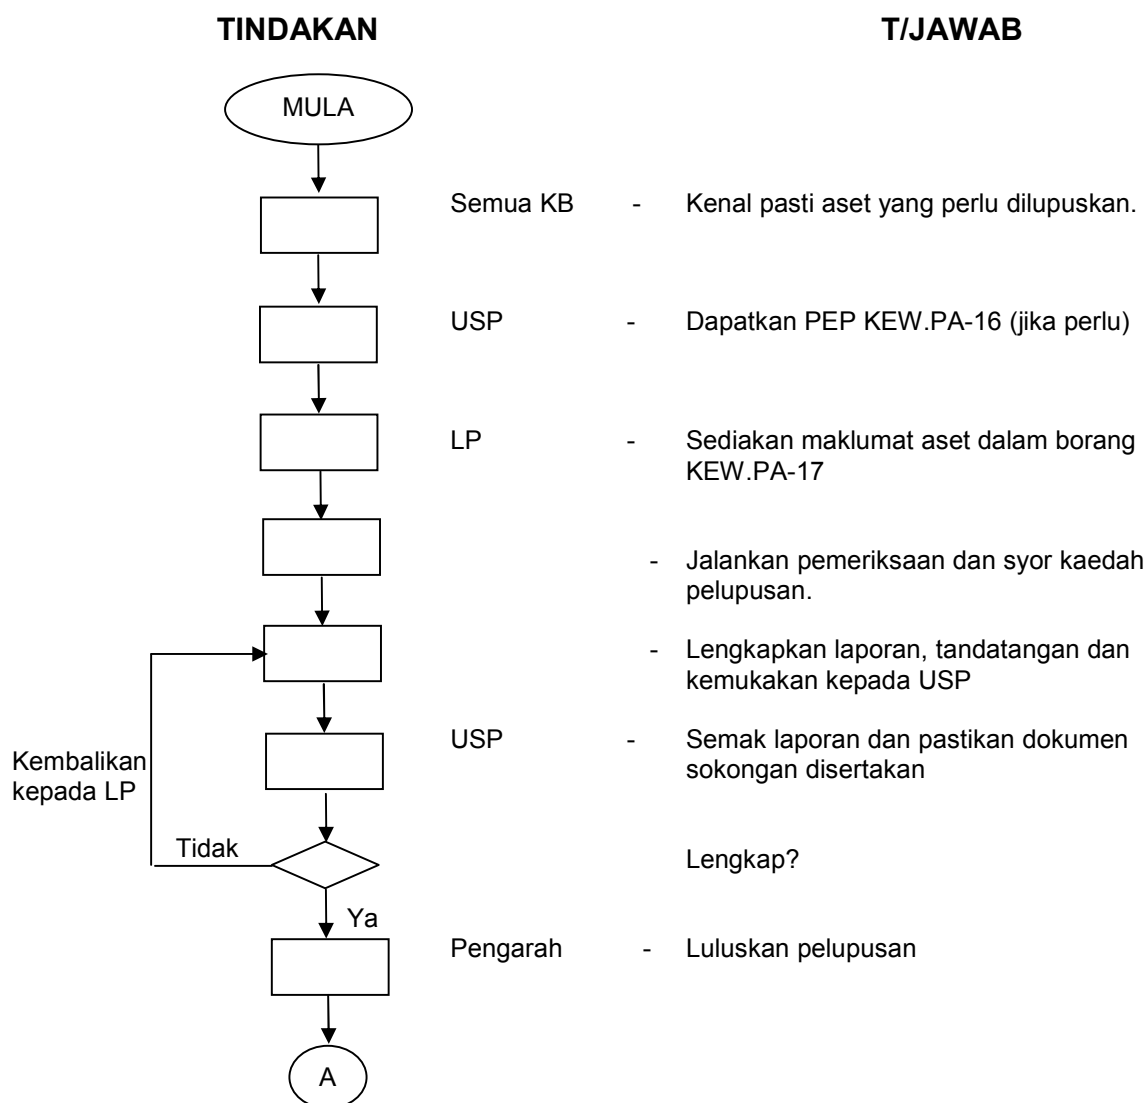 TINDAKAN T/JAWAB
MULA
Semua KB - Kenal pasti aset yang perlu dilupuskan.
USP - Dapatkan PEP KEW.PA-16 (jika perlu)
LP - Sediakan maklumat aset dalam borang
KEW.PA-17
- Jalankan pemeriksaan dan syor kaedah
pelupusan.
- Lengkapkan laporan, tandatangan dan
kemukakan kepada USP
USP - Semak laporan dan pastikan dokumen
sokongan disertakan
Kembalikan
kepada LP
Tidak
Lengkap?
Ya
Pengarah - Luluskan pelupusan
A